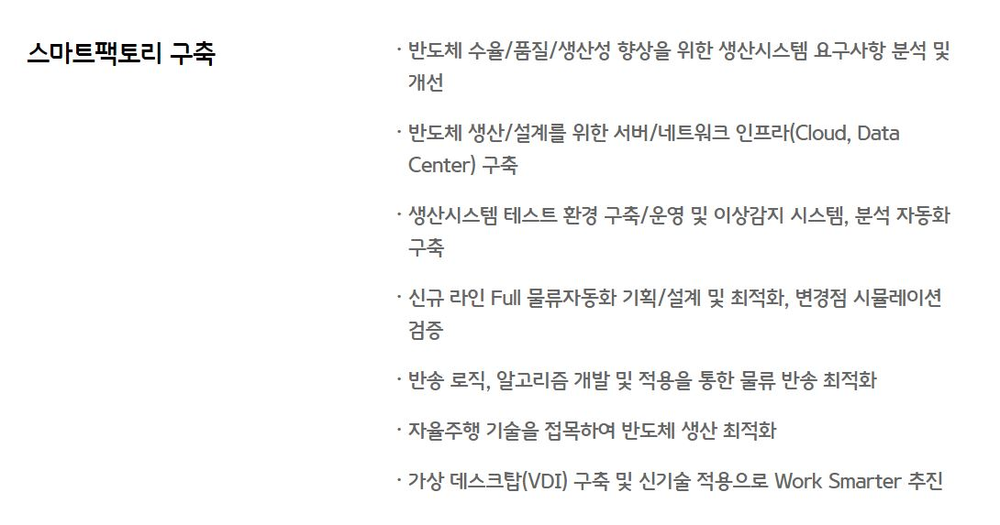 스마트팩토리 구축
· 반도체 수율/품질/생산성 향상을 위한 생산시스템 요구사항 분석 및
개선
· 반도체 생산/설계를 위한 서버/네트워크 인프라(Cloud, Data
Center) 구축
· 생산시스템 테스트 환경 구축/운영 및 이상감지 시스템, 분석 자동화
구축
· 신규 라인 Full 물류자동화 기획/설계 및 최적화, 변경점 시뮬레이션
검증
· 반송 로직, 알고리즘 개발 및 적용을 통한 물류 반송 최적화
· 자율주행 기술을 접목하여 반도체 생산 최적화
· 가상 데스크탑(VDI) 구축 및 신기술 적용으로 Work Smarter 추진